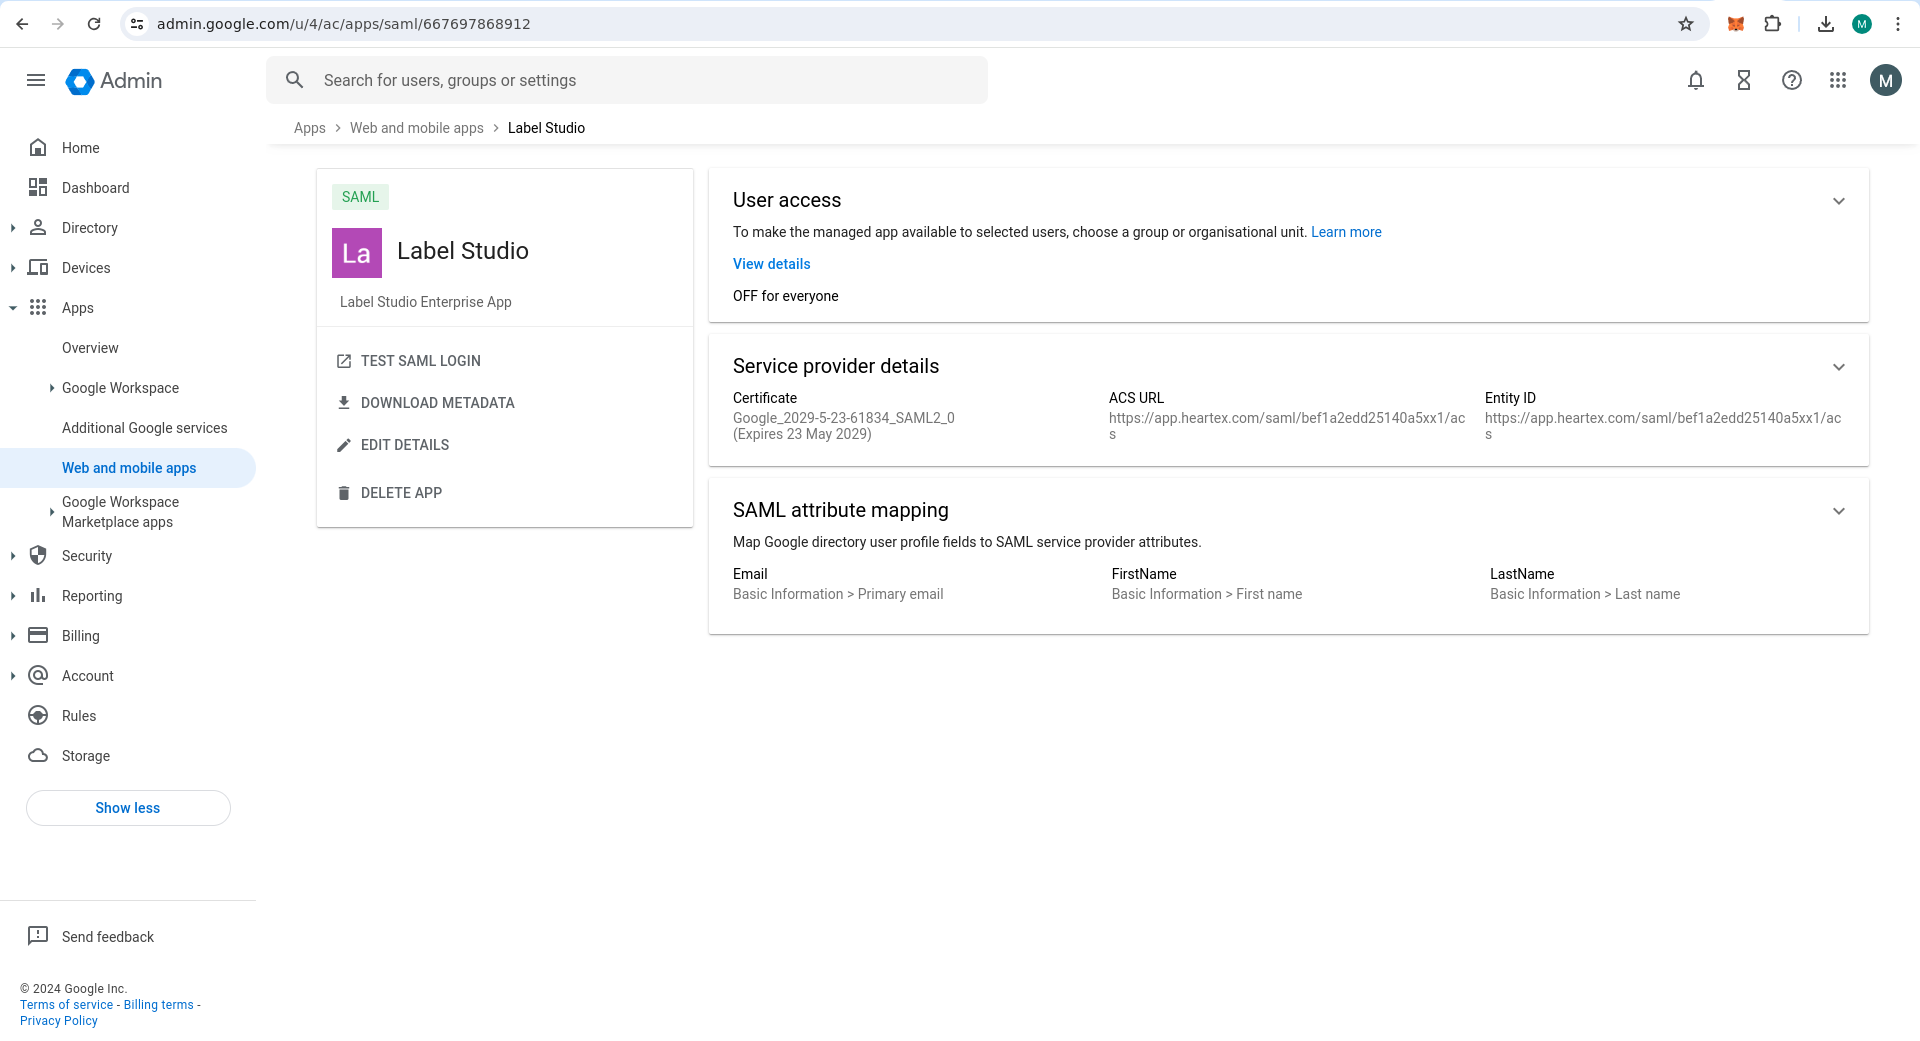 admin.google.com/u/4/ac/apps/saml/667697868912
M
Admin
Search for users, groups or settings
M
Apps > Web and mobile apps > Label Studio
Home
Dashboard
Directory
Devices
Apps
Overview
Google Workspace
Additional Google services
Web and mobile apps
Google Workspace
Marketplace apps
Security
Reporting
Billing
Account
Rules
Storage
Show less
Send feedback
© 2024 Google Inc.
Terms of service - Billing terms -
Privacy Policy
SAML
La
Label Studio
Label Studio Enterprise App
TEST SAML LOGIN
DOWNLOAD METADATA
EDIT DETAILS
DELETE APP
User access
To make the managed app available to selected users, choose a group or organisational unit. Learn more
View details
OFF for everyone
Service provider details
Certificate
Google_2029-5-23-61834_SAML2_0
(Expires 23 May 2029)
ACS URL
https://app.heartex.com/saml/bef1a2edd25140a5xx1/ac
s
Entity ID
https://app.heartex.com/saml/bef1a2edd25140a5xx1/ac
s
SAML attribute mapping
Map Google directory user profile fields to SAML service provider attributes.
Email
Basic Information > Primary email
FirstName
Basic Information > First name
LastName
Basic Information > Last name